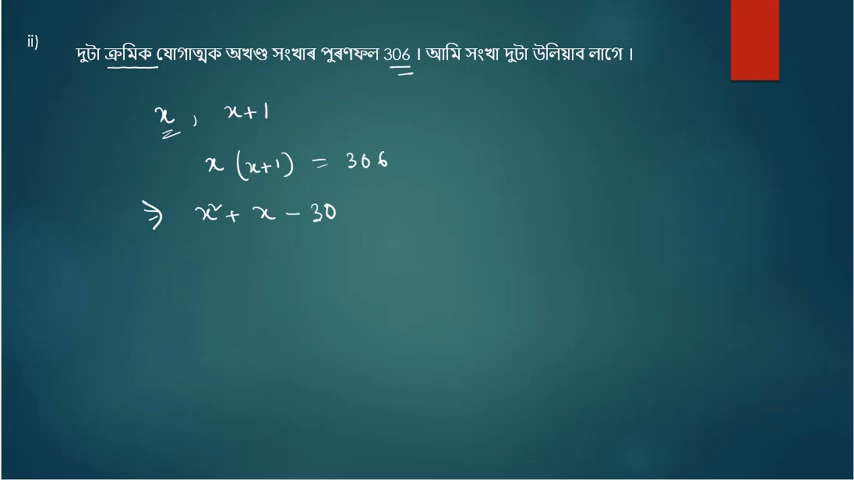 ii) দুটা ক্ৰমিক যোগাত্মক অখণ্ড সংখাৰ পুৰণফল 306 । আমি সংখা দুটা উলিয়াব লাগে ।
x , x+1
x (x+1) = 306
⇒ x² + x − 30